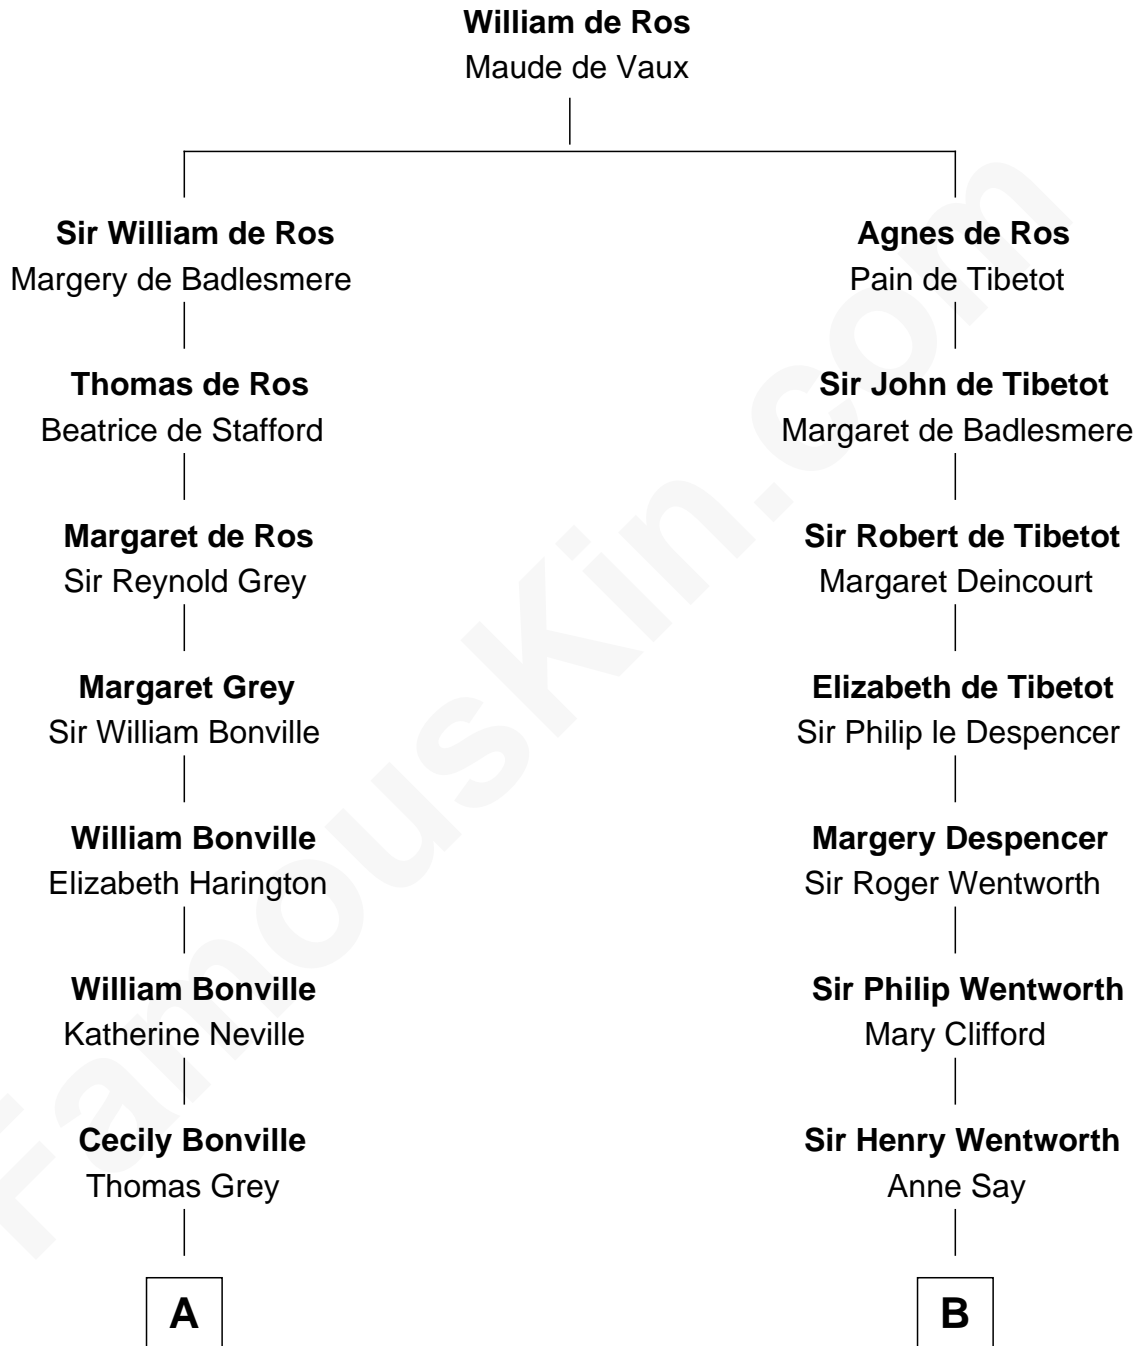 William de Ros
Maude de Vaux
Sir William de Ros
Margery de Badlesmere
Agnes de Ros
Pain de Tibetot
Thomas de Ros
Beatrice de Stafford
Sir John de Tibetot
Margaret de Badlesmere
Margaret de Ros
Sir Reynold Grey
Sir Robert de Tibetot
Margaret Deincourt
Margaret Grey
Sir William Bonville
Elizabeth de Tibetot
Sir Philip le Despencer
William Bonville
Elizabeth Harington
Margery Despencer
Sir Roger Wentworth
William Bonville
Katherine Neville
Sir Philip Wentworth
Mary Clifford
Cecily Bonville
Thomas Grey
Sir Henry Wentworth
Anne Say
A
B
FamousKin.com